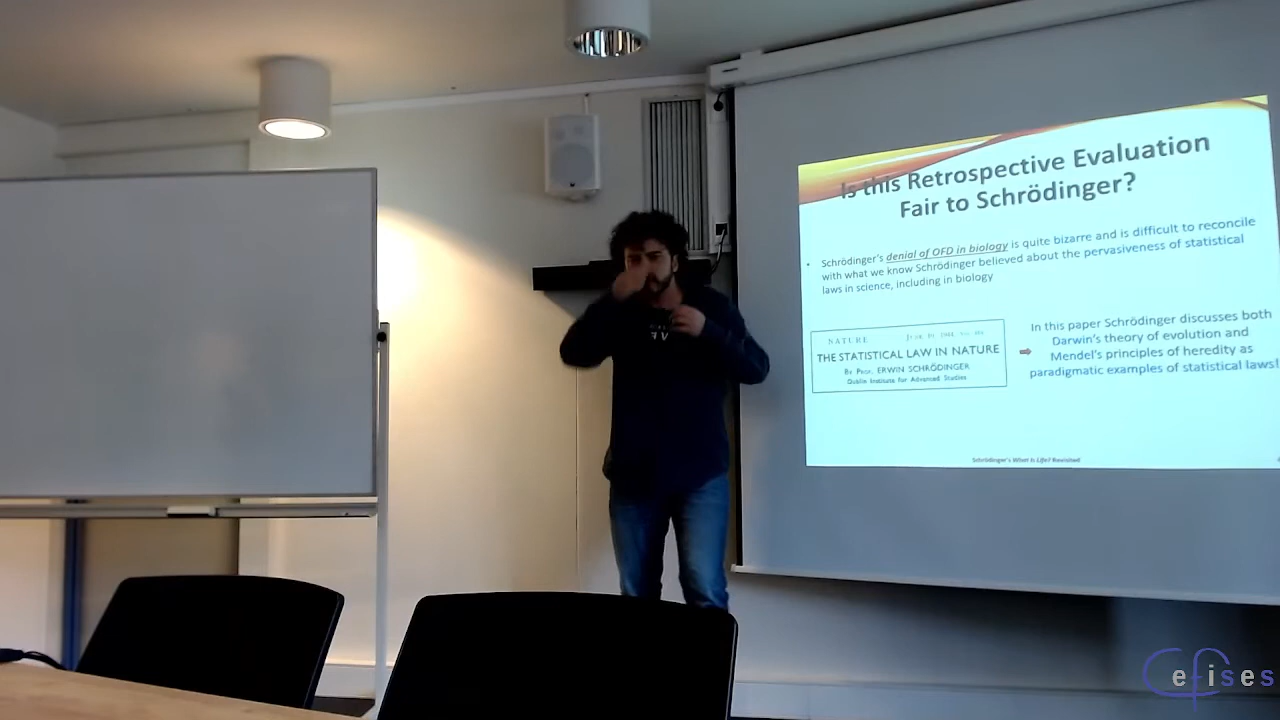 Is this Retrospective Evaluation
Fair to Schrödinger?
• Schrödinger's denial of OFD in biology is quite bizarre and is difficult to reconcile
with what we know Schrödinger believed about the pervasiveness of statistical
laws in science, including in biology
NATURE
THE STATISTICAL LAW IN NATURE
By Prof. ERWIN SCHRÖDINGER
Dublin Institute for Advanced Studies
In this paper Schrödinger discusses both
Darwin's theory of evolution and
Mendel's principles of heredity as
paradigmatic examples of statistical laws!
Schrödinger's What Is Life? Revisited
Cefises